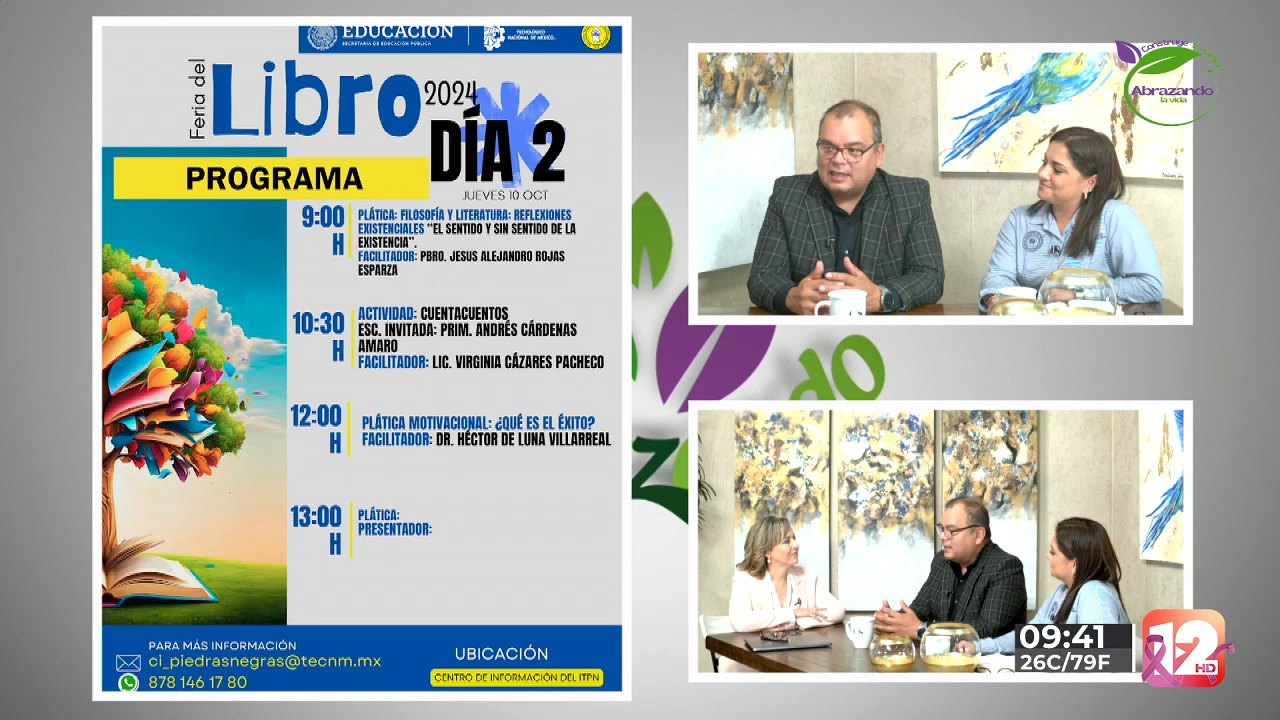 EDUCACIÓN
SECRETARÍA DE EDUCACIÓN PÚBLICA
TECNOLÓGICO
NACIONAL DE MÉXICO
Feria del
Libro 2024
DÍA 2
JUEVES 10 OCT
PROGRAMA
9:00
H
PLÁTICA: FILOSOFÍA Y LITERATURA: REFLEXIONES
EXISTENCIALES "EL SENTIDO Y SIN SENTIDO DE LA
EXISTENCIA".
FACILITADOR: PBRO. JESUS ALEJANDRO ROJAS
ESPARZA
10:30
H
ACTIVIDAD: CUENTACUENTOS
ESC. INVITADA: PRIM. ANDRÉS CÁRDENAS
AMARO
FACILITADOR: LIC. VIRGINIA CÁZARES PACHECO
12:00
H
PLÁTICA MOTIVACIONAL: ¿QUÉ ES EL ÉXITO?
FACILITADOR: DR. HÉCTOR DE LUNA VILLARREAL
13:00
H
PLÁTICA:
PRESENTADOR:
PARA MÁS INFORMACIÓN
ci_piedrasnegras@tecnm.mx
878 146 17 80
UBICACIÓN
CENTRO DE INFORMACIÓN DEL ITPN
Construye
Abrazando
la vida
09:41
26C/79F
12
HD